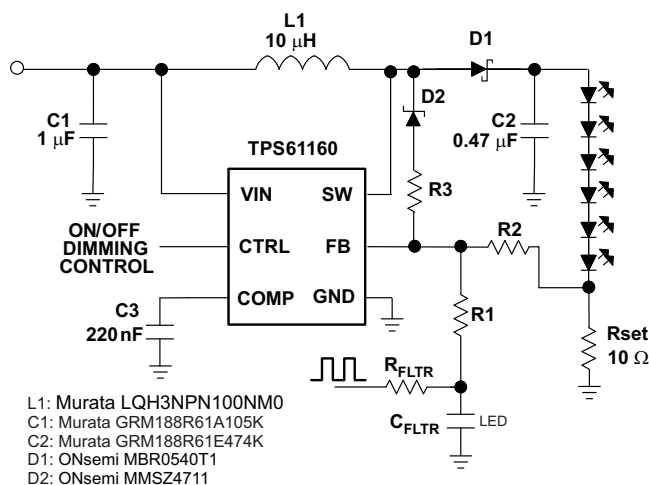 L1
10 μH
D1
C1
1 μF
D2
C2
0.47 μF
TPS61160
VIN
SW
R3
ON/OFF
DIMMING
CONTROL
CTRL
FB
R2
COMP
GND
C3
220 nF
R1
Rset
10 Ω
RFLTR
CFLTR
LED
L1: Murata LQH3NPN100NM0
C1: Murata GRM188R61A105K
C2: Murata GRM188R61E474K
D1: ONsemi MBR0540T1
D2: ONsemi MMSZ4711